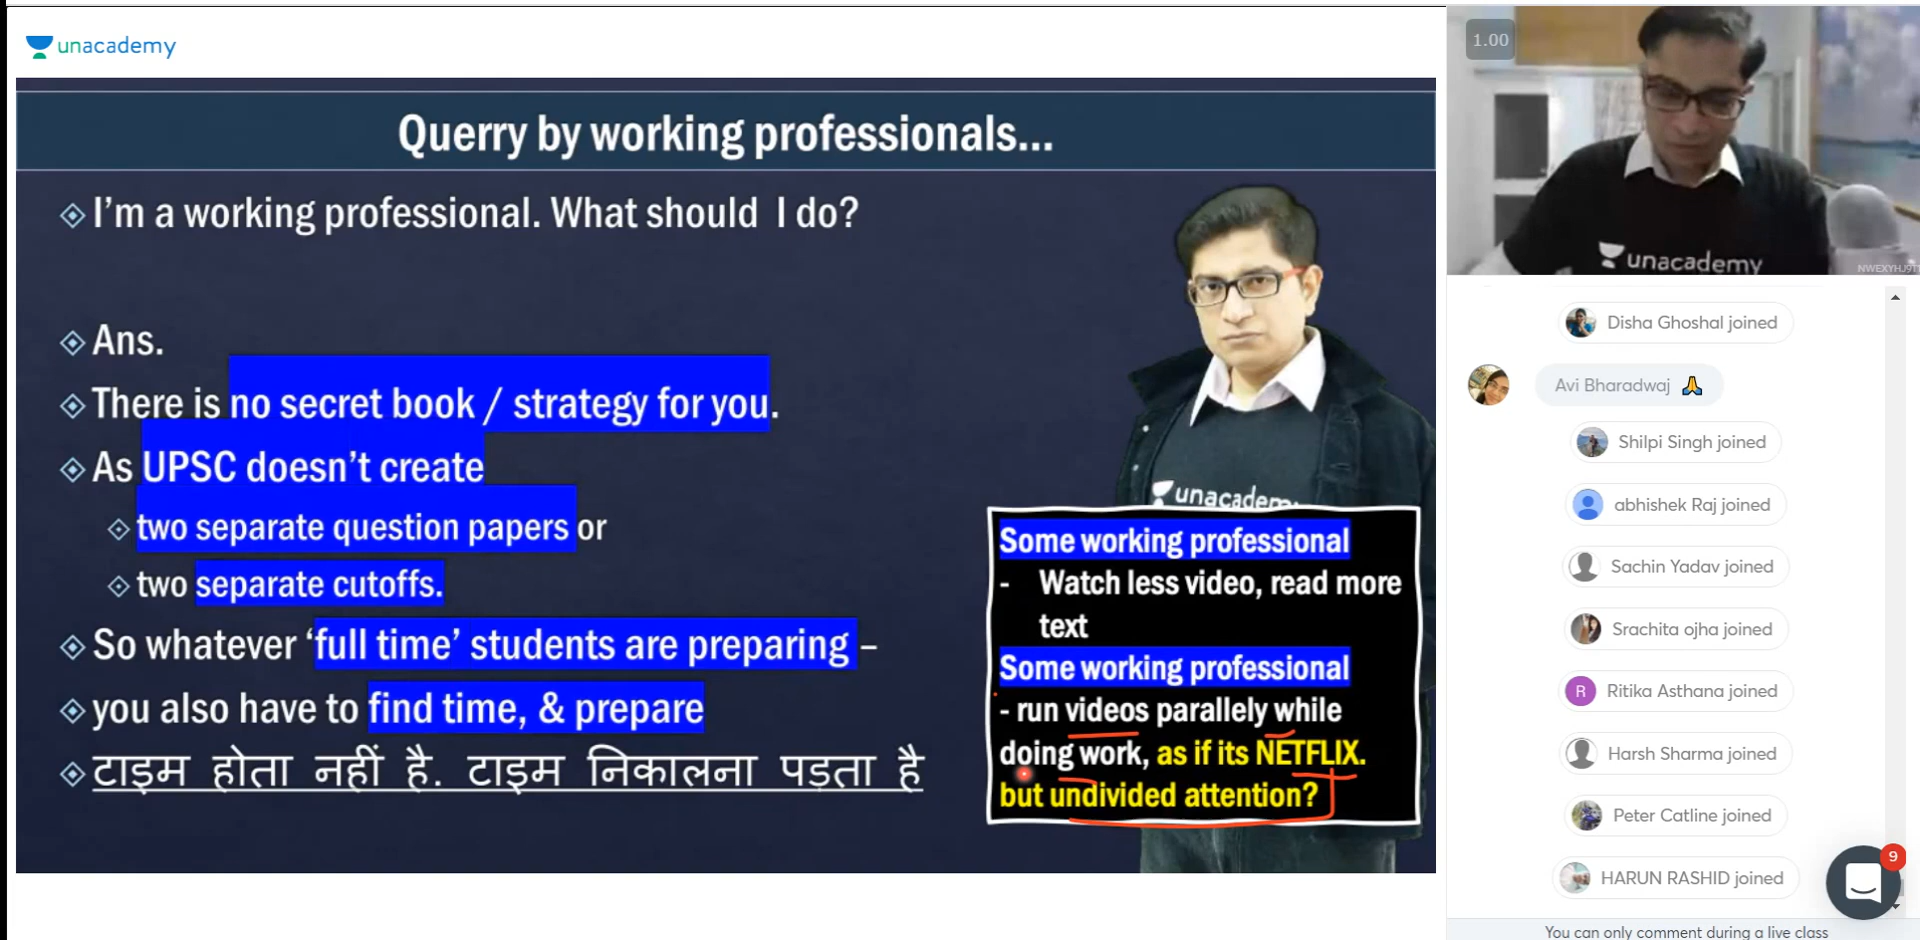 unacademy
Querry by working professionals...
I'm a working professional. What should I do?
Ans.
There is no secret book / strategy for you.
As UPSC doesn't create
two separate question papers or
two separate cutoffs.
So whatever 'full time' students are preparing –
you also have to find time, & prepare
टाइम होता नहीं है. टाइम निकालना पड़ता है
unacademy
Some working professional
- Watch less video, read more
text
Some working professional
- run videos parallely while
doing work, as if its NETFLIX.
but undivided attention?
1.00
unacademy
Disha Ghoshal joined
Avi Bharadwaj 🙏
Shilpi Singh joined
abhishek Raj joined
Sachin Yadav joined
Srachita ojha joined
R Ritika Asthana joined
Harsh Sharma joined
Peter Catline joined
HARUN RASHID joined
9
You can only comment during a live class